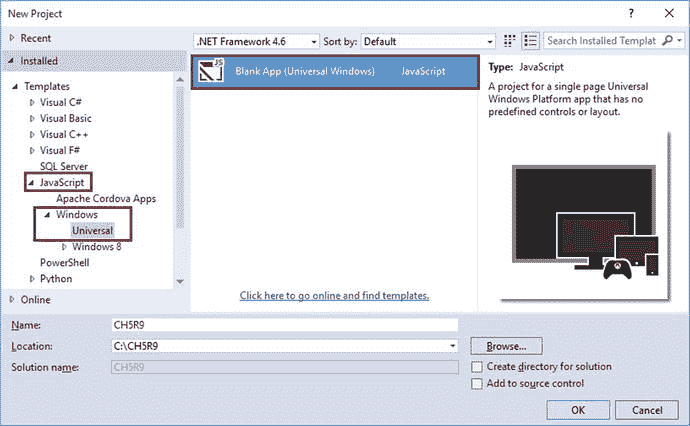 New Project
? ×
Recent
.NET Framework 4.6
Sort by: Default
Search Installed Templat
Installed
Templates
Visual C#
Visual Basic
Visual C++
Visual F#
SQL Server
JavaScript
Apache Cordova Apps
Windows
Universal
Windows 8
PowerShell
Python
Online
JS
Blank App (Universal Windows) JavaScript
Click here to go online and find templates.
Type: JavaScript
A project for a single page Universal
Windows Platform app that has no
predefined controls or layout.
Name: CH5R9
Location: C:\CH5R9
Browse...
Solution name: CH5R9
Create directory for solution
Add to source control
OK Cancel